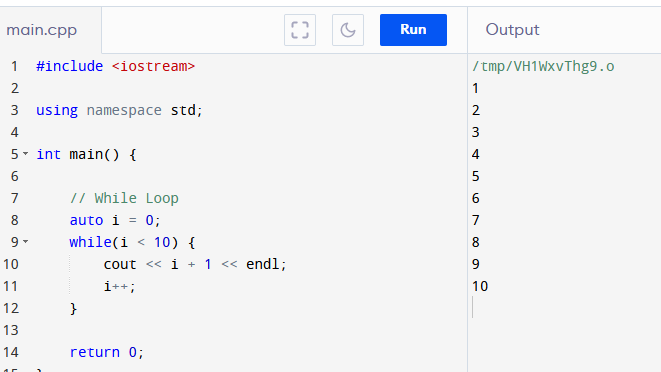 main.cpp
Run
Output
1 #include <iostream>
2
3 using namespace std;
4
5 int main() {
6
7 // While Loop
8 auto i = 0;
9 while(i < 10) {
10 cout << i + 1 << endl;
11 i++;
12 }
13
14 return 0;
15 }
/tmp/VH1WxvThg9.o
1
2
3
4
5
6
7
8
9
10